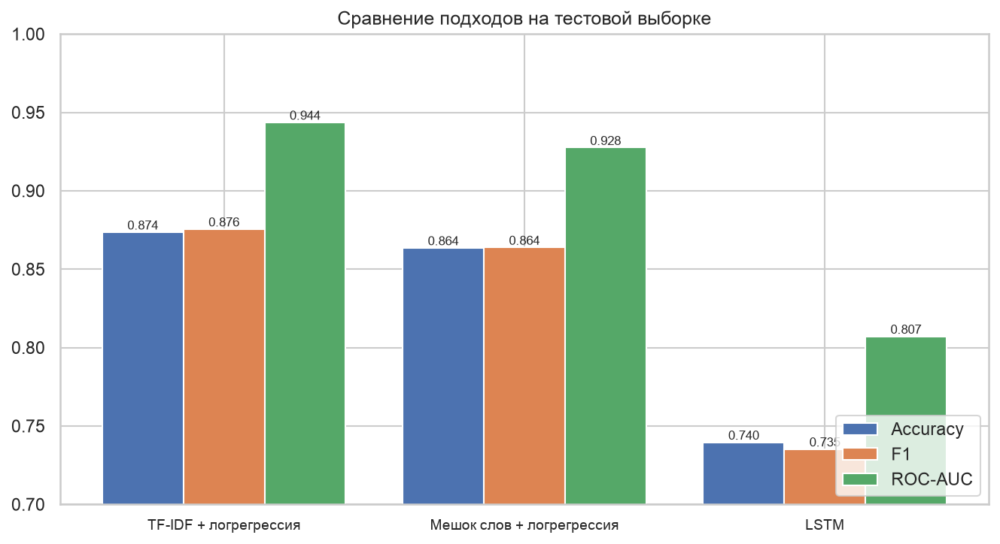 Сравнение подходов на тестовой выборке
1.00
0.95
0.90
0.85
0.80
0.75
0.70
0.874
0.876
0.944
0.864
0.864
0.928
0.740
0.735
0.807
Accuracy
F1
ROC-AUC
TF-IDF + логрегрессия
Мешок слов + логрегрессия
LSTM